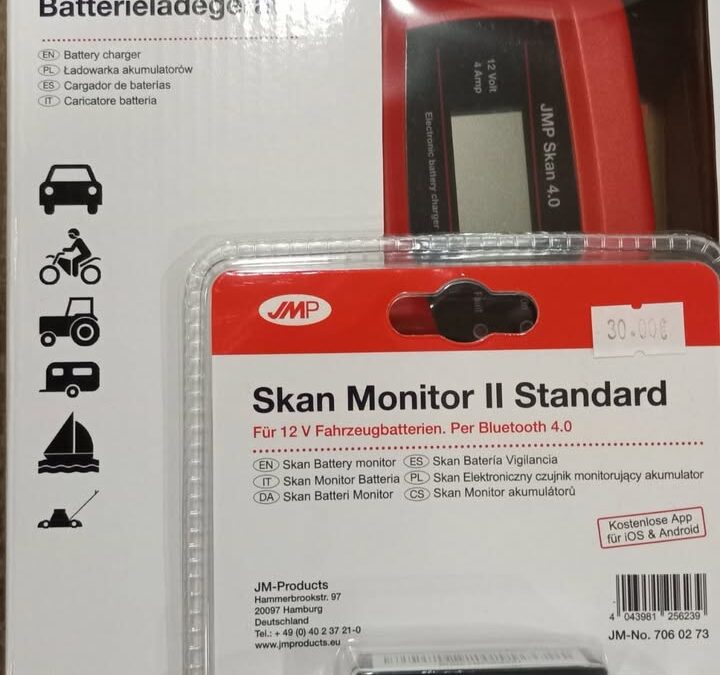 Batterieladegerät
EN Battery charger
PL Ładowarka akumulatorów
ES Cargador de baterías
IT Caricatore batteria
12 Volt
4 Amp
JMP Skan 4.0
Electronic battery charger
JMP
30.00€
Skan Monitor II Standard
Für 12 V Fahrzeugbatterien. Per Bluetooth 4.0
EN Skan Battery monitor ES Skan Batería Vigilancia
IT Skan Monitor Batteria PL Skan Elektroniczny czujnik monitorujący akumulator
DA Skan Batteri Monitor CS Skan Monitor akumulátorů
Kostenlose App
für iOS & Android
JM-Products
Hammerbrookstr. 97
20097 Hamburg
Deutschland
Tel.: + 49 (0) 40 2 37 21-0
www.jmproducts.eu
4 043981 256239
JM-No. 706 02 73